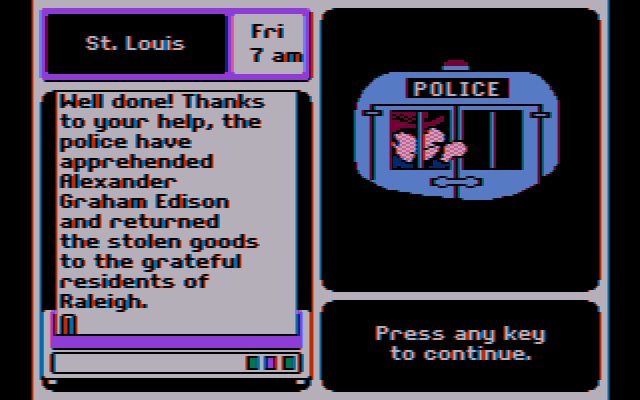 St. Louis
Fri
7 am
Well done! Thanks
to your help, the
police have
apprehended
Alexander
Graham Edison
and returned
the stolen goods
to the grateful
residents of
Raleigh.
POLICE
Press any key
to continue.